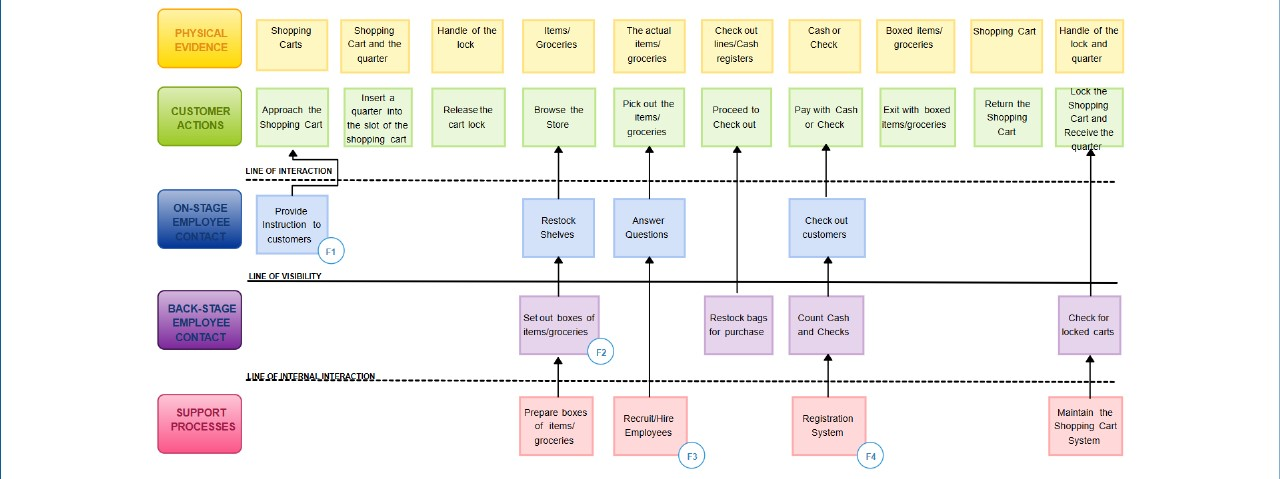 PHYSICAL
EVIDENCE
Shopping
Carts
Shopping
Cart and the
quarter
Handle of the
lock
Items/
Groceries
The actual
items/
groceries
Check out
lines/Cash
registers
Cash or
Check
Boxed items/
groceries
Shopping Cart
Handle of the
lock and
quarter
CUSTOMER
ACTIONS
Approach the
Shopping Cart
Insert a
quarter into
the slot of the
shopping cart
Release the
cart lock
Browse the
Store
Pick out the
items/
groceries
Proceed to
Check out
Pay with Cash
or Check
Exit with boxed
items/groceries
Return the
Shopping
Cart
Lock the
Shopping
Cart and
Receive the
quarter
LINE OF INTERACTION
ON-STAGE
EMPLOYEE
CONTACT
Provide
Instruction to
customers
F1
Restock
Shelves
Answer
Questions
Check out
customers
LINE OF VISIBILITY
BACK-STAGE
EMPLOYEE
CONTACT
Set out boxes of
items/groceries
F2
Restock bags
for purchase
Count Cash
and Checks
Check for
locked carts
LINE OF INTERNAL INTERACTION
SUPPORT
PROCESSES
Prepare boxes
of items/
groceries
Recruit/Hire
Employees
F3
Registration
System
F4
Maintain the
Shopping Cart
System